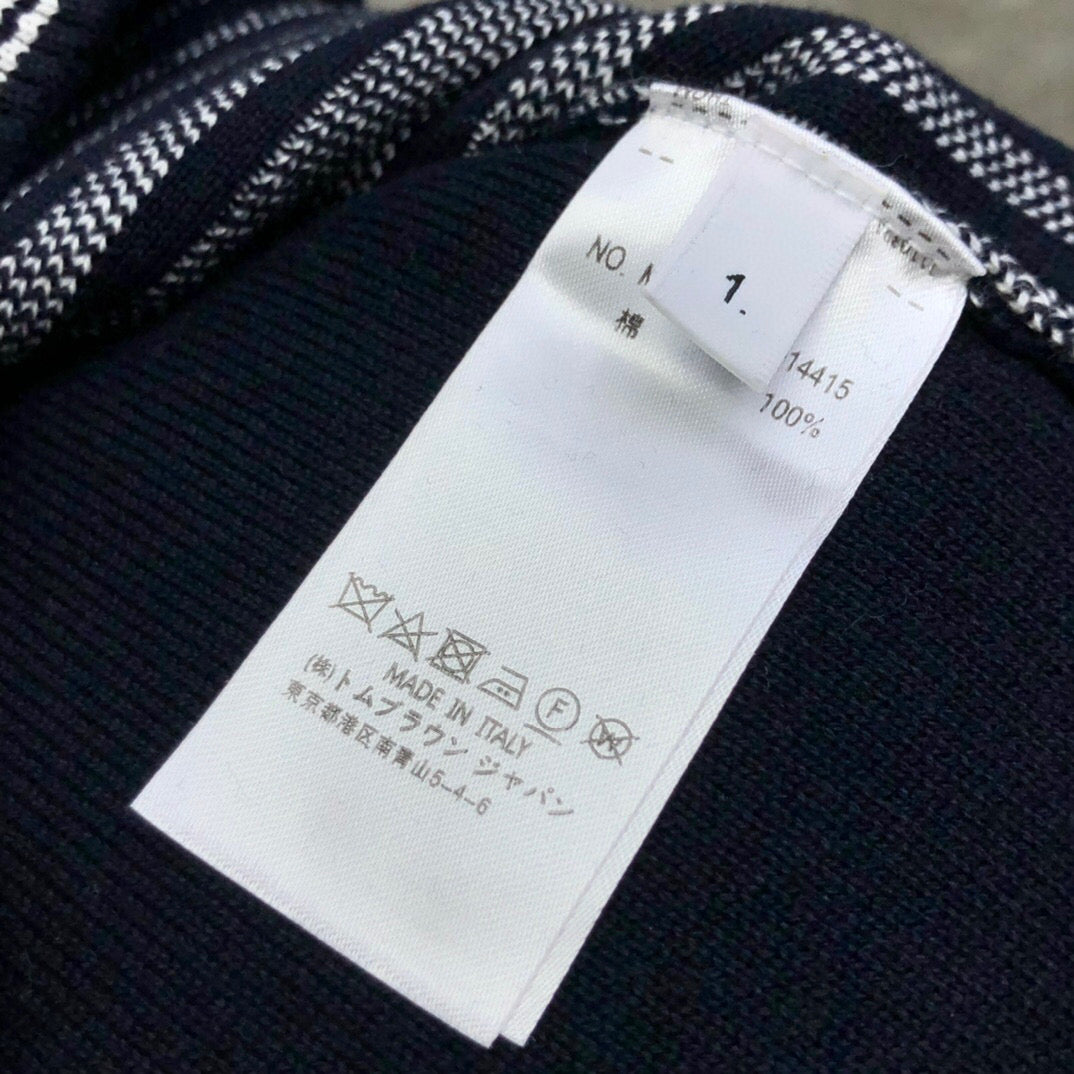 1.
NO. 14415
棉 100%
F
W
MADE IN ITALY
(株)トムブラウン ジャパン
東京都港区南青山5-4-6